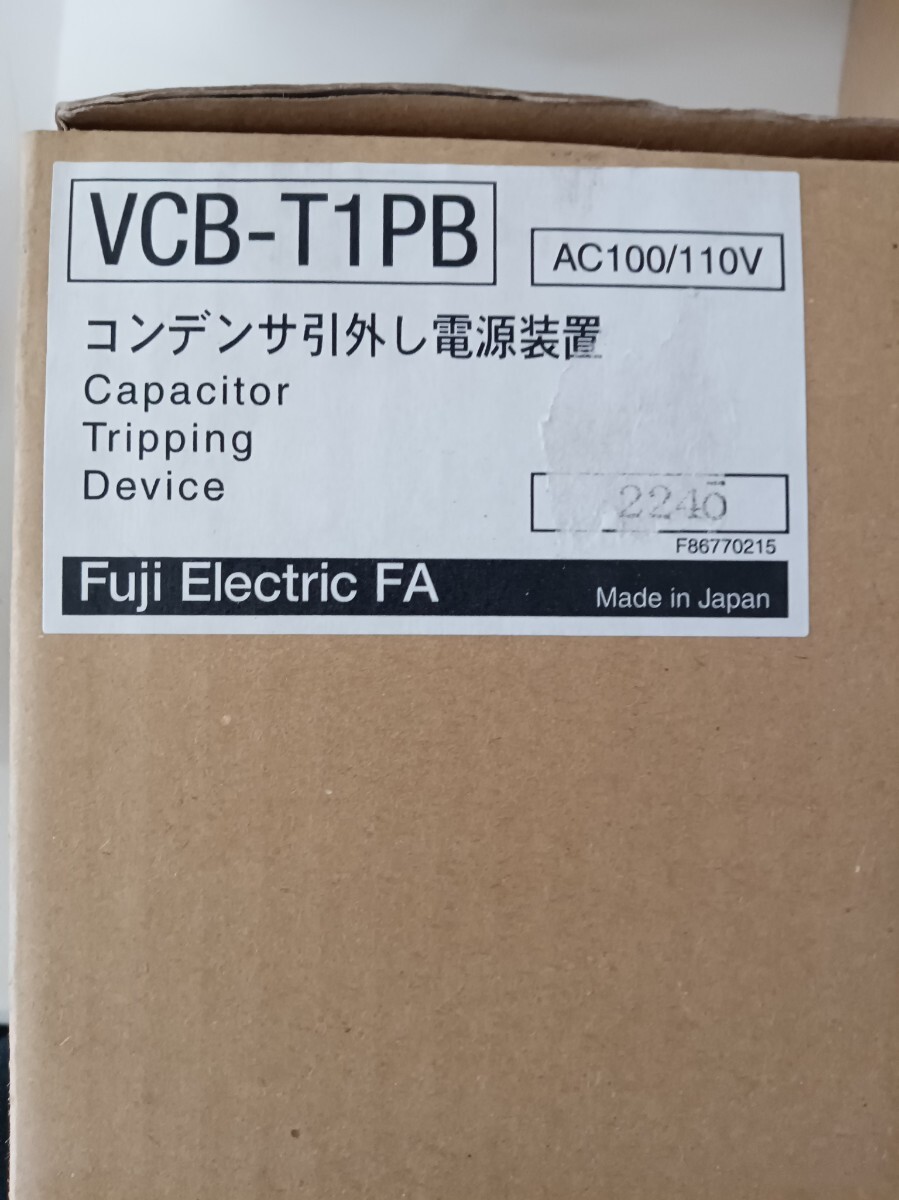 VCB-T1PB
AC100/110V
コンデンサ引外し電源装置
Capacitor
Tripping
Device
F86770215
Fuji Electric FA
Made in Japan